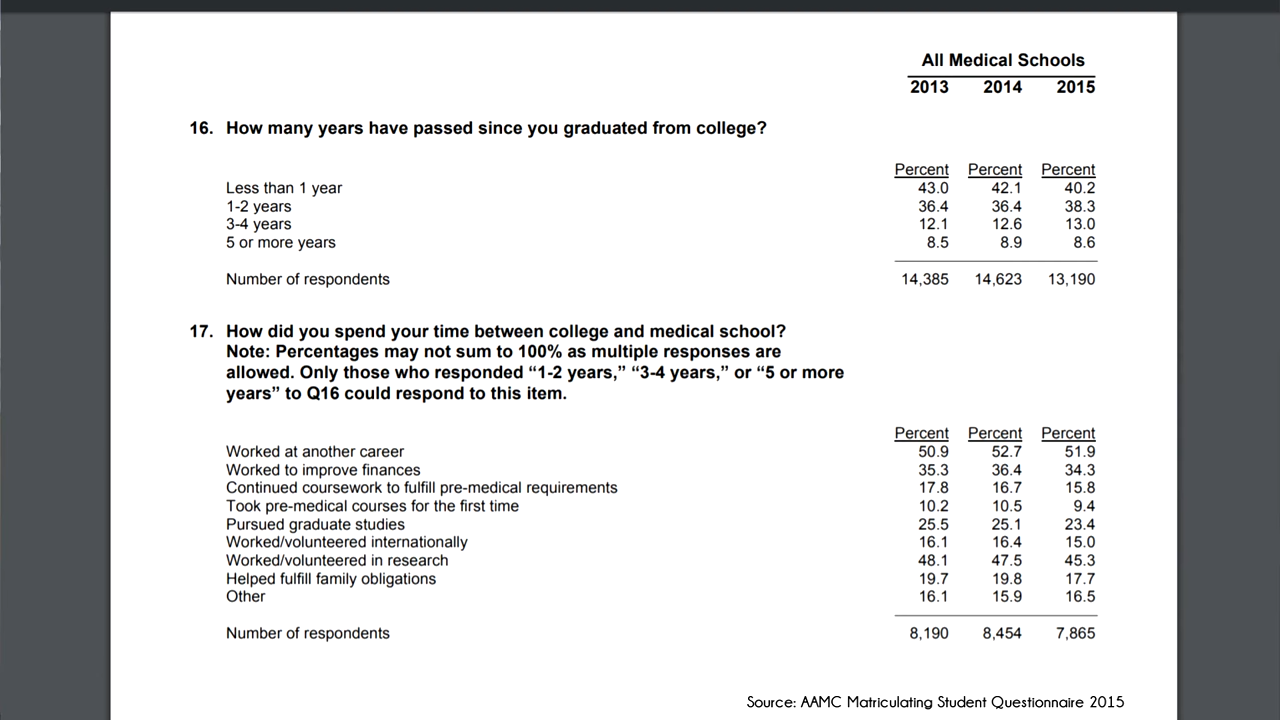 All Medical Schools
2013 2014 2015
16. How many years have passed since you graduated from college?
Percent Percent Percent
Less than 1 year 43.0 42.1 40.2
1-2 years 36.4 36.4 38.3
3-4 years 12.1 12.6 13.0
5 or more years 8.5 8.9 8.6
Number of respondents 14,385 14,623 13,190
17. How did you spend your time between college and medical school?
Note: Percentages may not sum to 100% as multiple responses are
allowed. Only those who responded “1-2 years,” “3-4 years,” or “5 or more
years” to Q16 could respond to this item.
Percent Percent Percent
Worked at another career 50.9 52.7 51.9
Worked to improve finances 35.3 36.4 34.3
Continued coursework to fulfill pre-medical requirements 17.8 16.7 15.8
Took pre-medical courses for the first time 10.2 10.5 9.4
Pursued graduate studies 25.5 25.1 23.4
Worked/volunteered internationally 16.1 16.4 15.0
Worked/volunteered in research 48.1 47.5 45.3
Helped fulfill family obligations 19.7 19.8 17.7
Other 16.1 15.9 16.5
Number of respondents 8,190 8,454 7,865
Source: AAMC Matriculating Student Questionnaire 2015